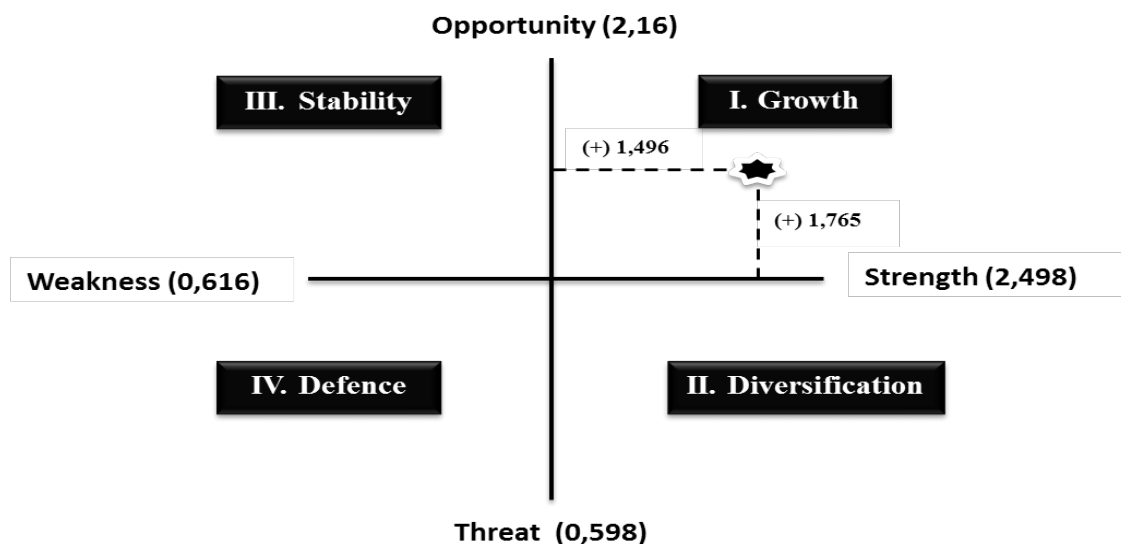 Opportunity (2,16)
III. Stability
I. Growth
(+) 1,496
(+) 1,765
Weakness (0,616)
Strength (2,498)
IV. Defence
II. Diversification
Threat (0,598)